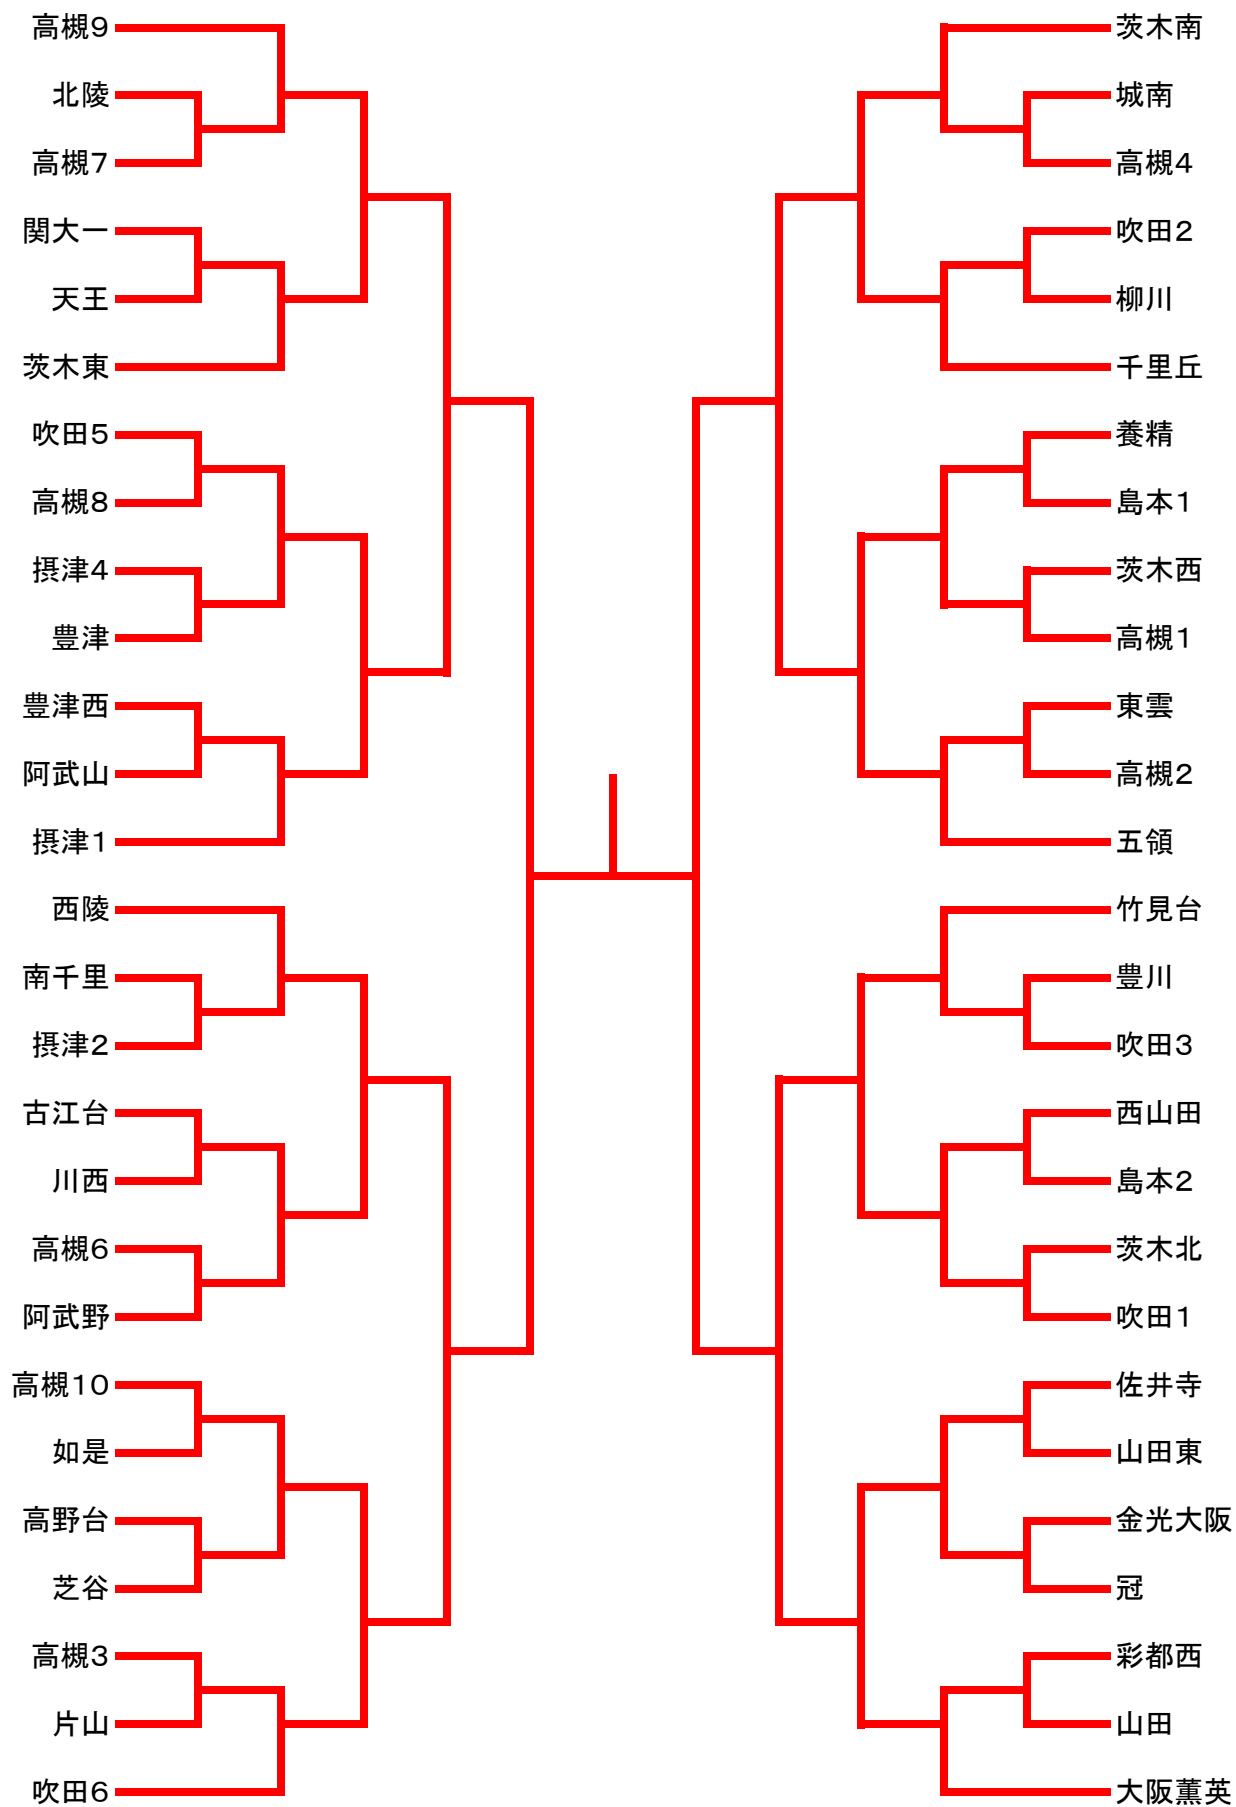 高槻9
北陵
高槻7
関大一
天王
茨木東
吹田5
高槻8
摂津4
豊津
豊津西
阿武山
摂津1
西陵
南千里
摂津2
古江台
川西
高槻6
阿武野
高槻10
如是
高野台
芝谷
高槻3
片山
吹田6
茨木南
城南
高槻4
吹田2
柳川
千里丘
養精
島本1
茨木西
高槻1
東雲
高槻2
五領
竹見台
豊川
吹田3
西山田
島本2
茨木北
吹田1
佐井寺
山田東
金光大阪
冠
彩都西
山田
大阪薫英